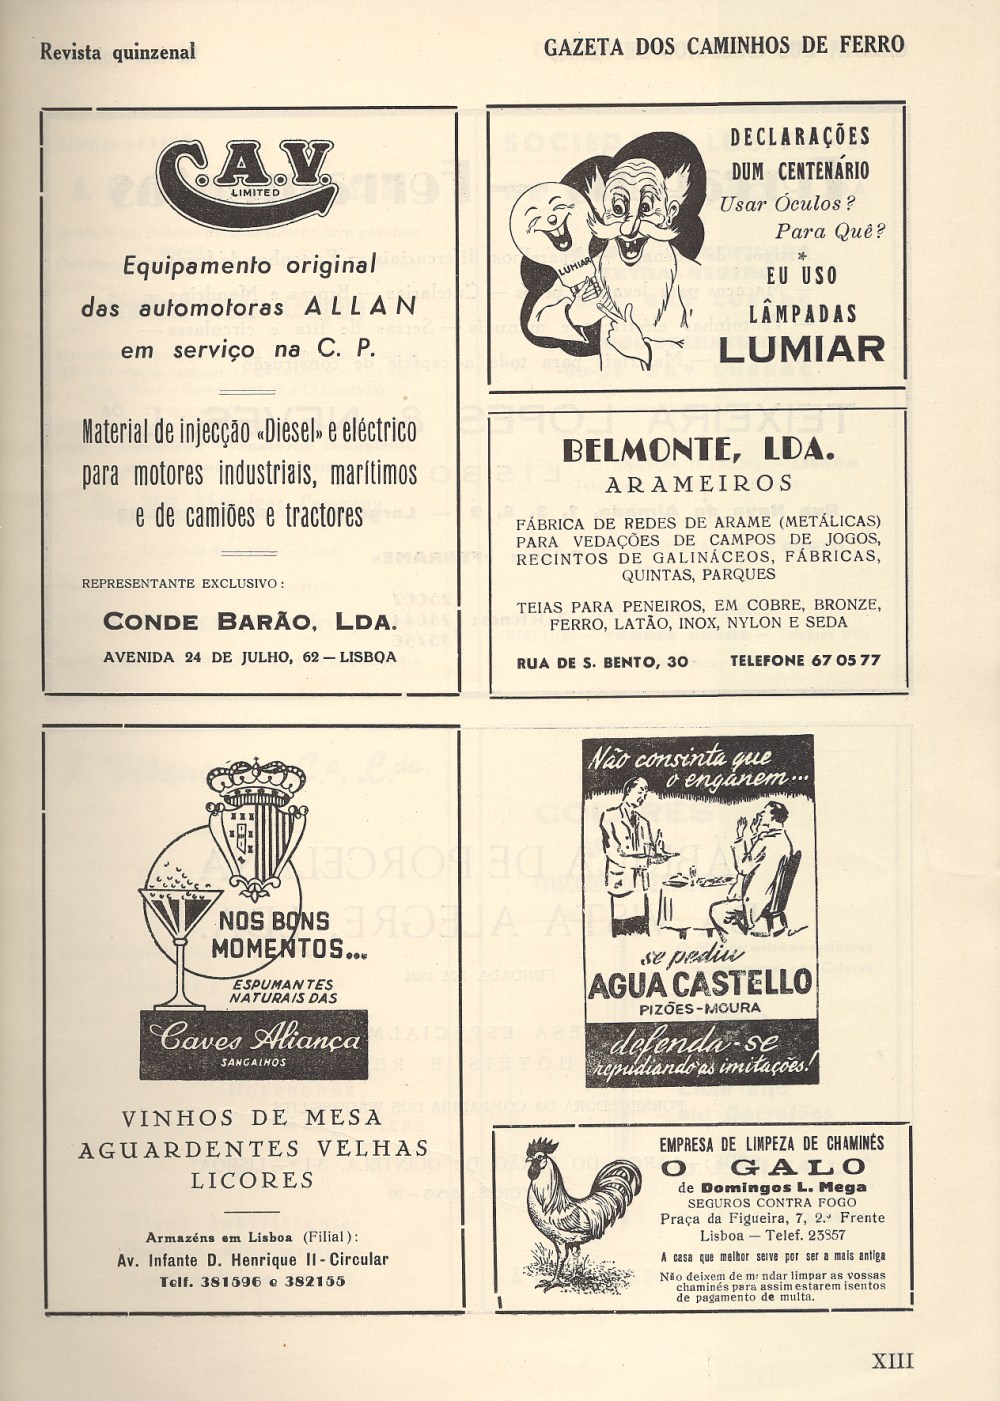 Revista quinzenal
GAZETA DOS CAMINHOS DE FERRO
C.A.V.
LIMITED
Equipamento original
das automotoras ALLAN
em serviço na C. P.
Material de injecção «Diesel» e eléctrico
para motores industriais, marítimos
e de camiões e tractores
REPRESENTANTE EXCLUSIVO:
CONDE BARÃO, LDA.
AVENIDA 24 DE JULHO, 62 — LISBOA
DECLARAÇÕES
DUM CENTENÁRIO
Usar Oculos?
Para Quê?
*
EU USO
LÂMPADAS
LUMIAR
LUMIAR
BELMONTE, LDA.
ARAMEIROS
FÁBRICA DE REDES DE ARAME (METÁLICAS)
PARA VEDAÇÕES DE CAMPOS DE JOGOS,
RECINTOS DE GALINÁCEOS, FÁBRICAS,
QUINTAS, PARQUES
TEIAS PARA PENEIROS, EM COBRE, BRONZE,
FERRO, LATÃO, INOX, NYLON E SEDA
RUA DE S. BENTO, 30 TELEFONE 67 05 77
NOS BONS
MOMENTOS...
ESPUMANTES
NATURAIS DAS
Caves Aliança
SANGALHOS
VINHOS DE MESA
AGUARDENTES VELHAS
LICORES
Armazéns em Lisboa (Filial):
Av. Infante D. Henrique II - Circular
Telf. 381596 e 382155
Não consinta que
o enganem...
se pediu
AGUA CASTELLO
PIZÕES-MOURA
defenda-se
repudiando as imitações!
EMPRESA DE LIMPEZA DE CHAMINÉS
O GALO
de Domingos L. Mega
SEGUROS CONTRA FOGO
Praça da Figueira, 7, 2.º Frente
Lisboa — Telef. 23857
A casa que melhor serve por ser a mais antiga
Não deixem de mandar limpar as vossas
chaminés para assim estarem isentos
de pagamento de multa.
XIII